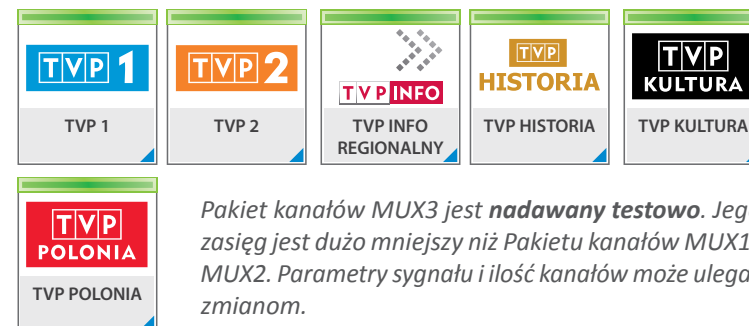 TVP 1
TVP 2
TVP INFO
TVP HISTORIA
TVP KULTURA
TVP 1
TVP 2
TVP INFO REGIONALNY
TVP HISTORIA
TVP KULTURA
TVP POLONIA
TVP POLONIA
Pakiet kanałów MUX3 jest nadawany testowo. Jeg
zasięg jest dużo mniejszy niż Pakietu kanałów MUX1
MUX2. Parametry sygnału i ilość kanałów może ulega
zmianom.